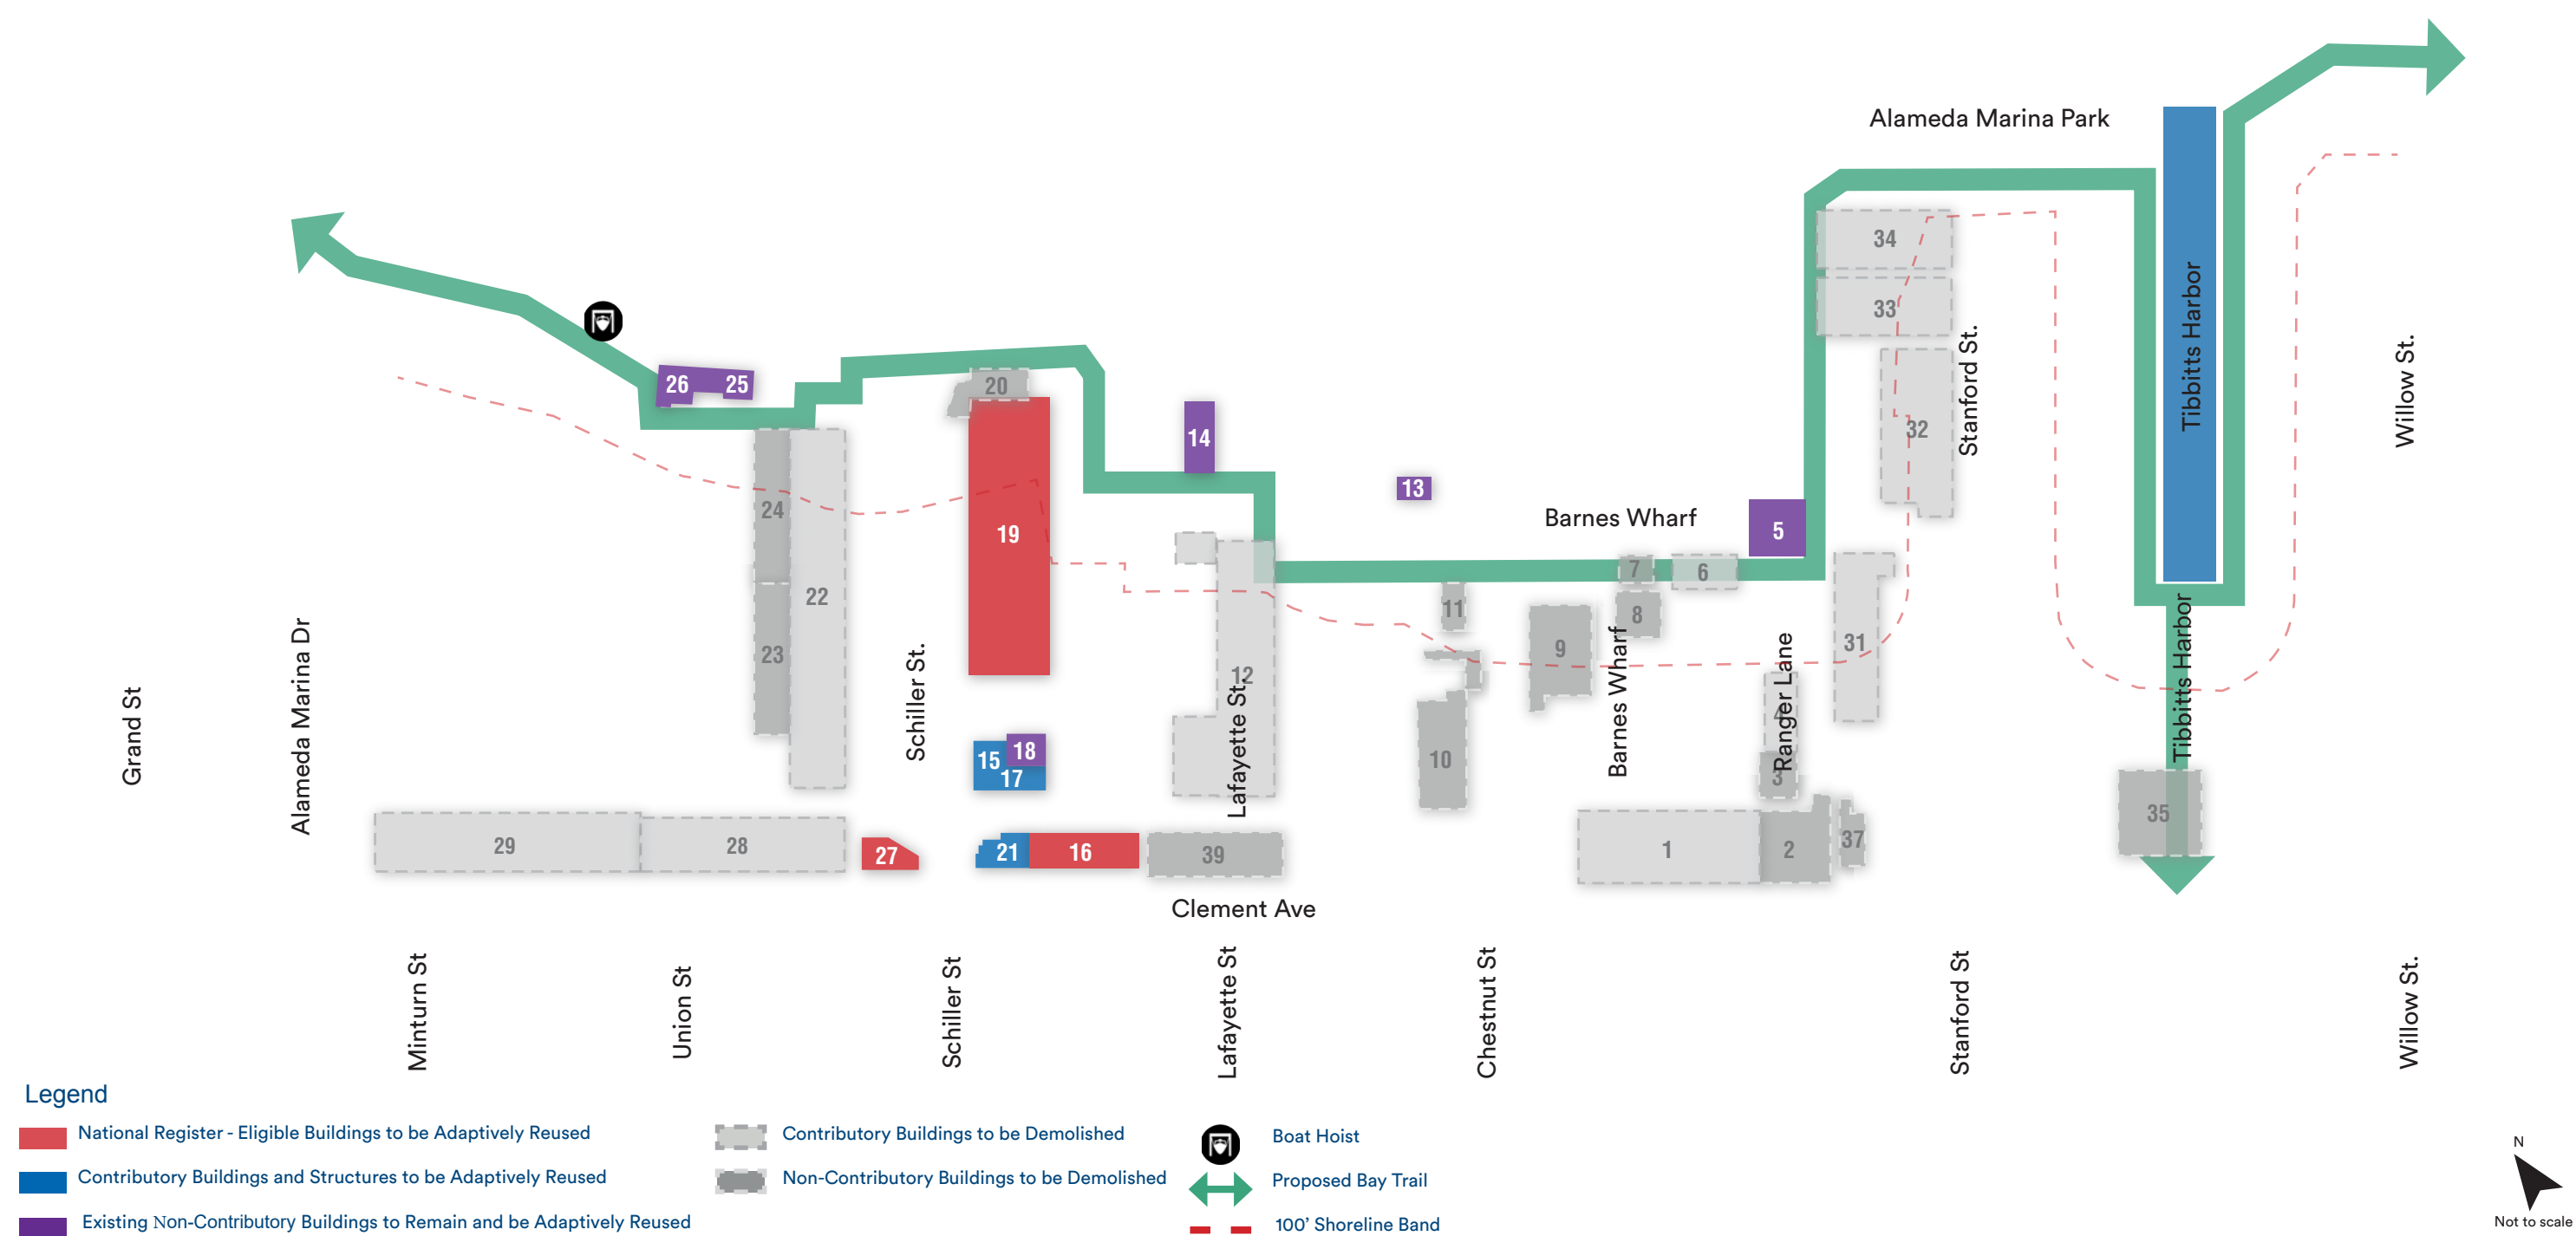 Alameda Marina Park
Tibbitts Harbor
34
33
Stanford St.
Willow St.
26
25
20
14
32
13
Barnes Wharf
5
24
19
22
7
6
11
8
9
Barnes Wharf
31
Ranger Lane
Tibbitts Harbor
23
12
Lafayette St.
4
3
Schiller St.
Grand St
Alameda Marina Dr
15
18
17
10
35
29
28
27
21
16
39
1
2
37
Clement Ave
Minturn St
Union St
Schiller St
Lafayette St
Chestnut St
Stanford St
Willow St.
Legend
National Register - Eligible Buildings to be Adaptively Reused
Contributory Buildings and Structures to be Adaptively Reused
Existing Non-Contributory Buildings to Remain and be Adaptively Reused
Contributory Buildings to be Demolished
Non-Contributory Buildings to be Demolished
Boat Hoist
Proposed Bay Trail
100’ Shoreline Band
N
Not to scale